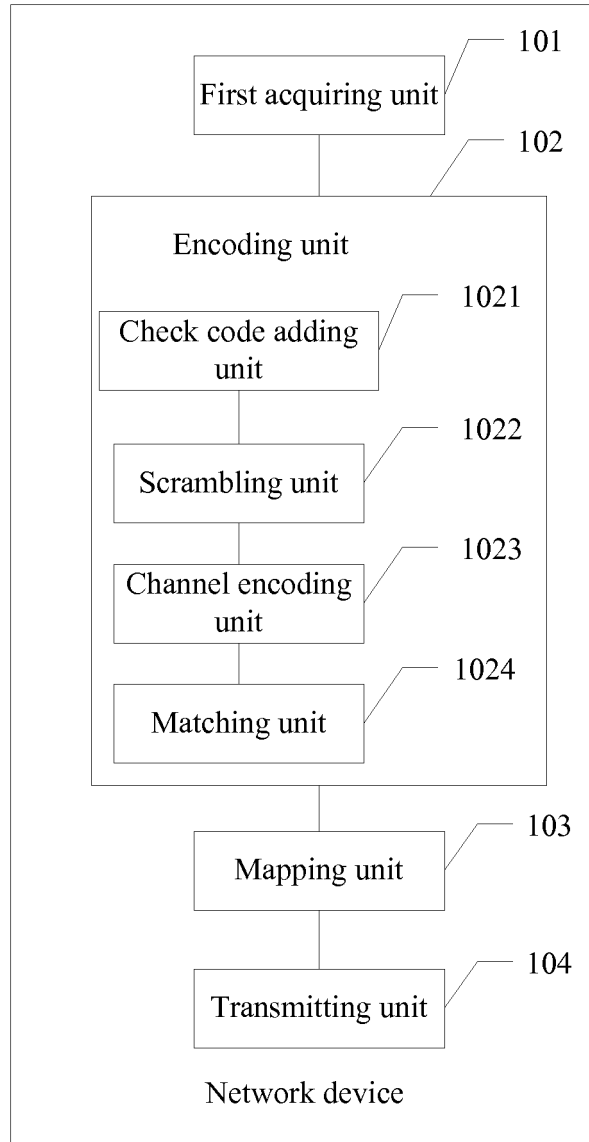 101
First acquiring unit
102
Encoding unit
1021
Check code adding
unit
1022
Scrambling unit
1023
Channel encoding
unit
1024
Matching unit
103
Mapping unit
104
Transmitting unit
Network device